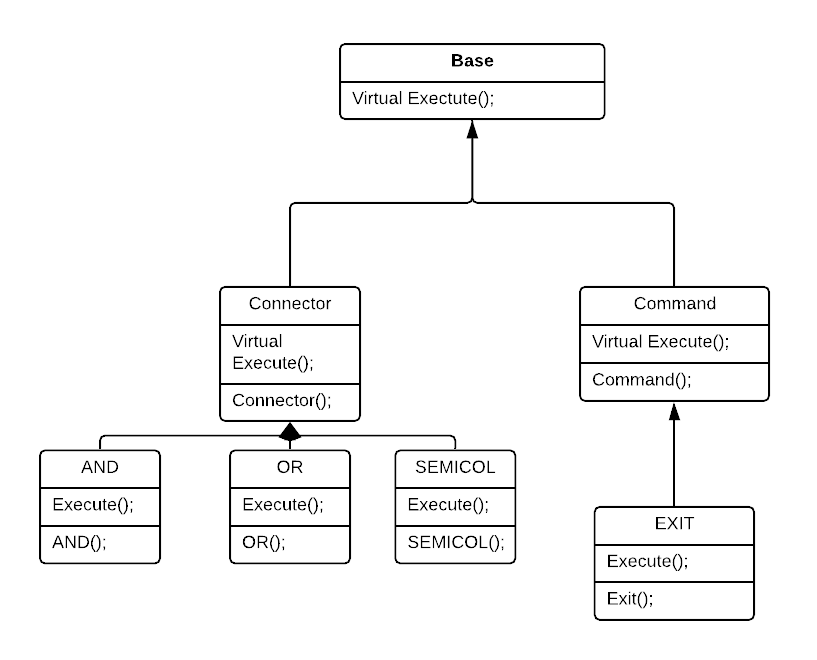 Base
Virtual Exectute();
Connector
Virtual
Execute();
Connector();
Command
Virtual Execute();
Command();
AND
Execute();
AND();
OR
Execute();
OR();
SEMICOL
Execute();
SEMICOL();
EXIT
Execute();
Exit();